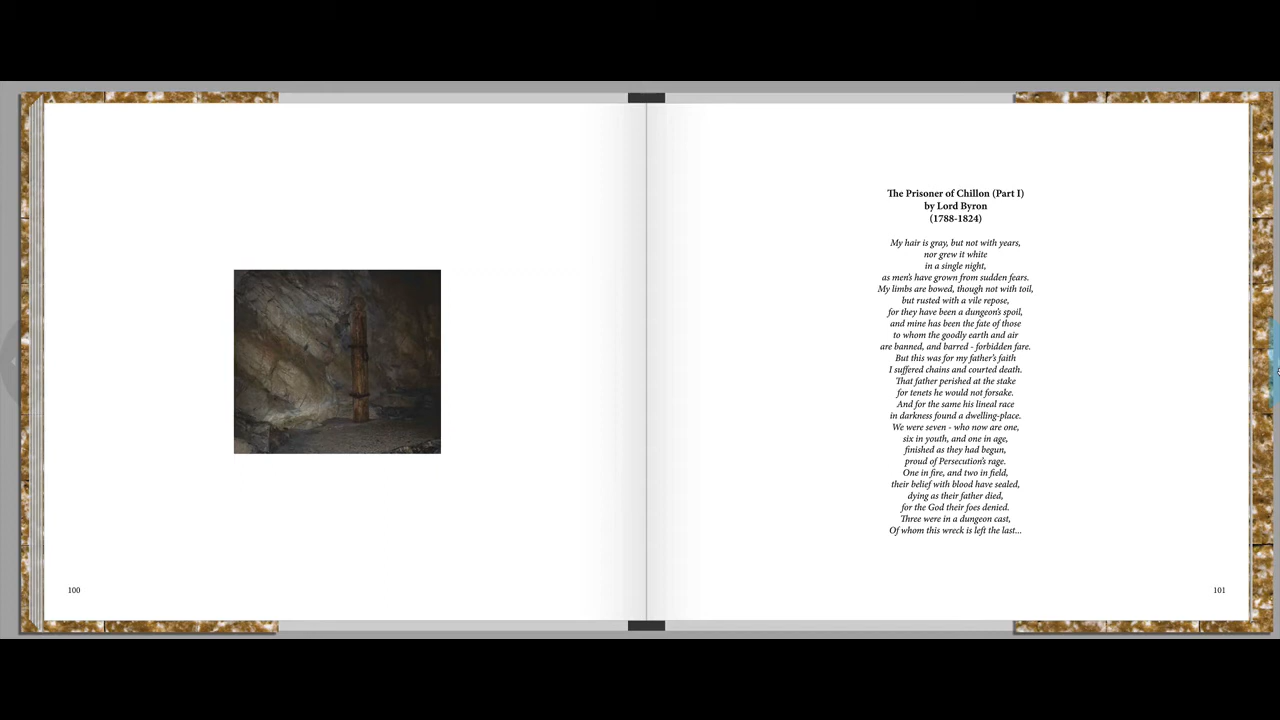 The Prisoner of Chillon (Part I)
by Lord Byron
(1788-1824)
My hair is gray, but not with years,
nor grew it white
in a single night,
as men's have grown from sudden fears.
My limbs are bowed, though not with toil,
but rusted with a vile repose,
for they have been a dungeon's spoil,
and mine has been the fate of those
to whom the goodly earth and air
are banned, and barred - forbidden fare.
But this was for my father's faith
I suffered chains and courted death.
That father perished at the stake
for tenets he would not forsake.
And for the same his lineal race
in darkness found a dwelling-place.
We were seven - who now are one,
six in youth, and one in age,
finished as they had begun,
proud of Persecution's rage.
One in fire, and two in field,
their belief with blood have sealed,
dying as their father died,
for the God their foes denied.
Three were in a dungeon cast,
Of whom this wreck is left the last...
100
101